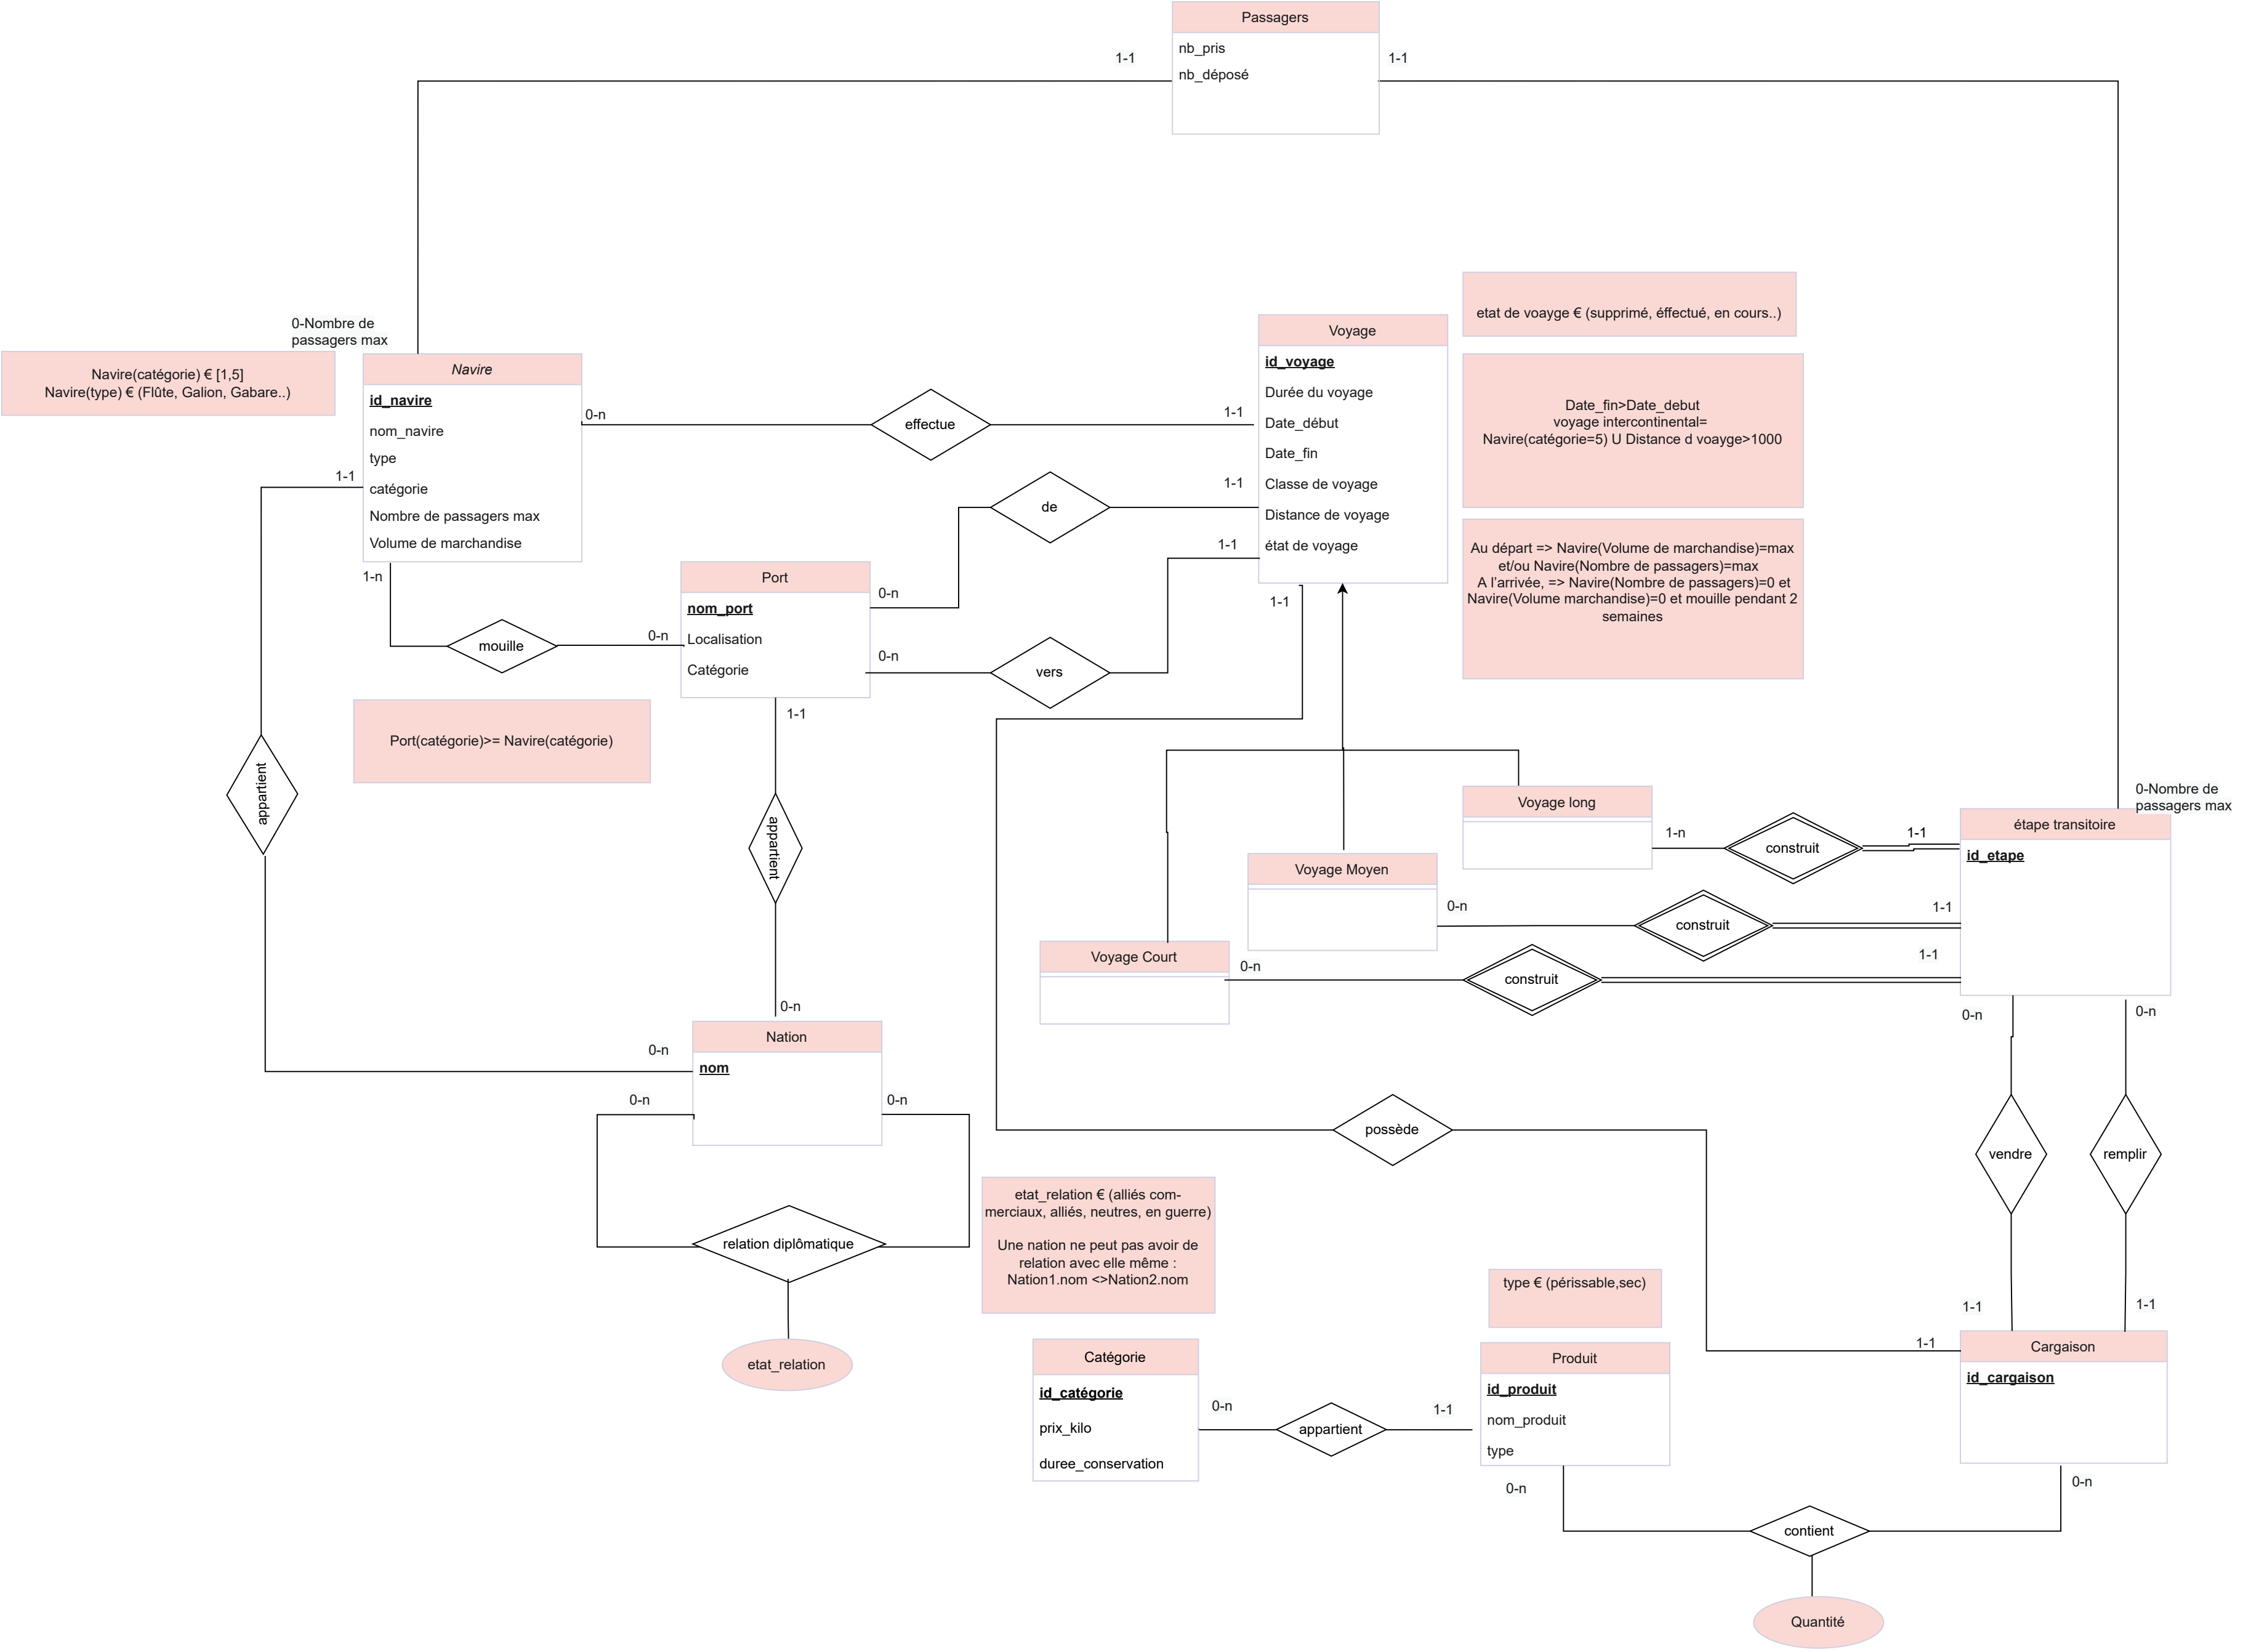 Passagers
nb_pris
nb_déposé
1-1
1-1
0-Nombre de
passagers max
Navire(catégorie) € [1,5]
Navire(type) € (Flûte, Galion, Gabare..)
Navire
id_navire
nom_navire
type
catégorie
Nombre de passagers max
Volume de marchandise
0-n
effectue
1-1
Voyage
id_voyage
Durée du voyage
Date_début
Date_fin
Classe de voyage
Distance de voyage
état de voyage
etat de voayge € (supprimé, éffectué, en cours..)
Date_fin>Date_debut
voyage intercontinental=
Navire(catégorie=5) U Distance d voayge>1000
Au départ => Navire(Volume de marchandise)=max
et/ou Navire(Nombre de passagers)=max
A l'arrivée, => Navire(Nombre de passagers)=0 et
Navire(Volume marchandise)=0 et mouille pendant 2
semaines
1-1
de
1-1
1-n
mouille
0-n
Port
nom_port
Localisation
Catégorie
0-n
0-n
vers
1-1
1-1
Port(catégorie)>= Navire(catégorie)
1-1
appartient
appartient
0-n
0-n
Voyage long
1-n
construit
1-1
Voyage Moyen
0-n
construit
1-1
Voyage Court
0-n
construit
1-1
0-Nombre de
passagers max
étape transitoire
id_etape
0-n
0-n
Nation
nom
0-n
0-n
relation diplômatique
etat_relation
etat_relation € (alliés com-
merciaux, alliés, neutres, en guerre)
Une nation ne peut pas avoir de
relation avec elle même :
Nation1.nom <>Nation2.nom
possède
vendre
remplir
1-1
1-1
1-1
type € (périssable,sec)
Catégorie
id_catégorie
prix_kilo
duree_conservation
0-n
appartient
1-1
Produit
id_produit
nom_produit
type
Cargaison
id_cargaison
0-n
contient
0-n
Quantité